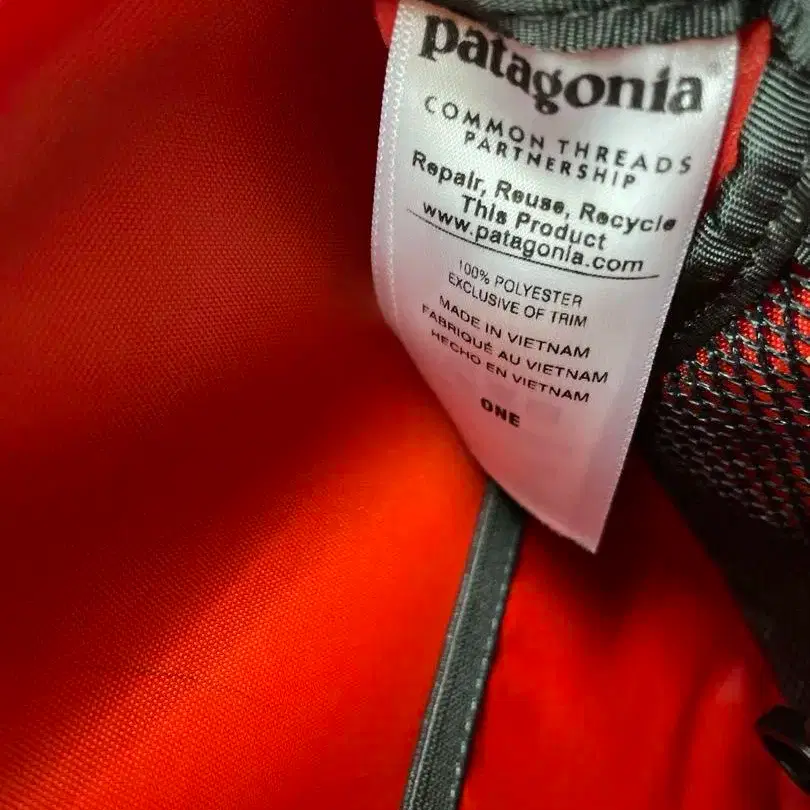 patagonia
COMMON THREADS
PARTNERSHIP
Repair, Reuse, Recycle
This Product
www.patagonia.com
100% POLYESTER
EXCLUSIVE OF TRIM
MADE IN VIETNAM
FABRIQUÉ AU VIETNAM
HECHO EN VIETNAM
ONE